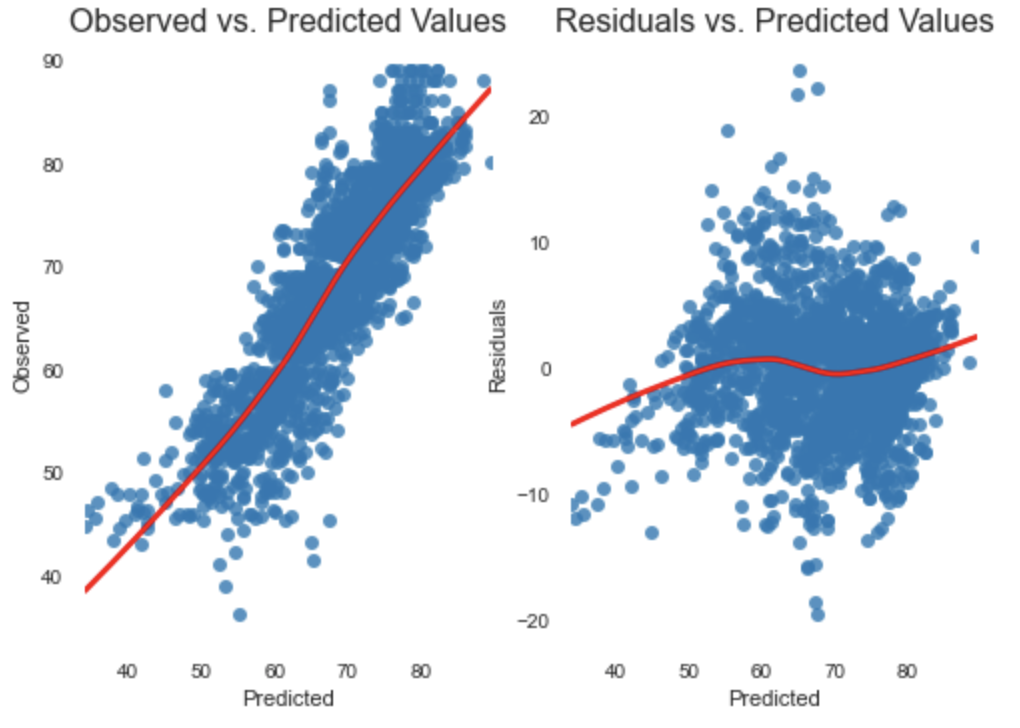 Observed vs. Predicted Values
90
80
70
60
50
40
Observed
40 50 60 70 80
Predicted
Residuals vs. Predicted Values
20
10
0
−10
−20
Residuals
40 50 60 70 80
Predicted